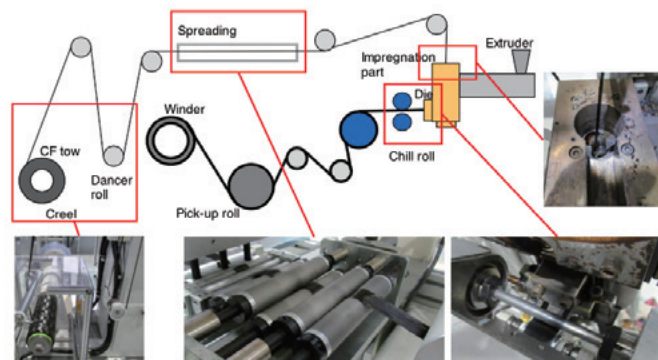 Spreading
Extruder
Impregnation
part
Winder
Die
CF tow
Dancer
roll
Chill roll
Pick-up roll
Creel